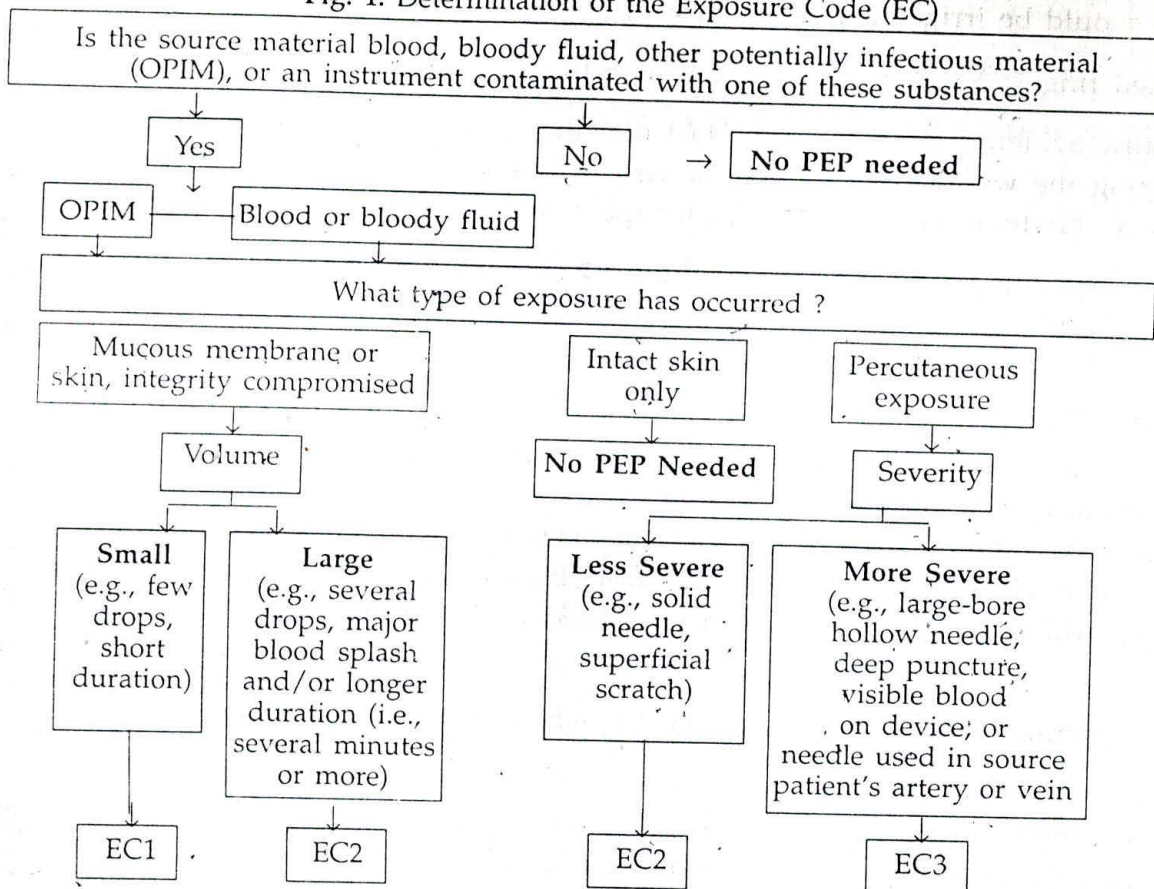 Fig. 1. Determination of the Exposure Code (EC)
Is the source material blood, bloody fluid, other potentially infectious material
(OPIM), or an instrument contaminated with one of these substances?
Yes
No → No PEP needed
OPIM
Blood or bloody fluid
What type of exposure has occurred ?
Mucous membrane or
skin, integrity compromised
Intact skin
only
Percutaneous
exposure
Volume
No PEP Needed
Severity
Small
(e.g., few
drops,
short
duration)
Large
(e.g., several
drops, major
blood splash
and/or longer
duration (i.e.,
several minutes
or more)
Less Severe
(e.g., solid
needle,
superficial
scratch)
More Severe
(e.g., large-bore
hollow needle,
deep puncture,
visible blood
on device; or
needle used in source
patient's artery or vein
EC1
EC2
EC2
EC3